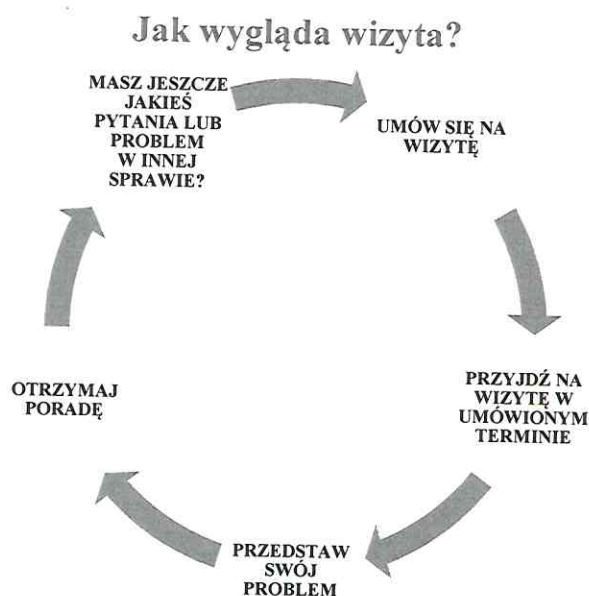 Jak wygląda wizyta?
MASZ JESZCZE
JAKIEŚ
PYTANIA LUB
PROBLEM
W INNEJ
SPRAWIE?
UMÓW SIĘ NA
WIZYTĘ
PRZYJDŹ NA
WIZYTĘ W
UMÓWIONYM
TERMINIE
PRZEDSTAW
SWÓJ
PROBLEM
OTRZYMAJ
PORADĘ